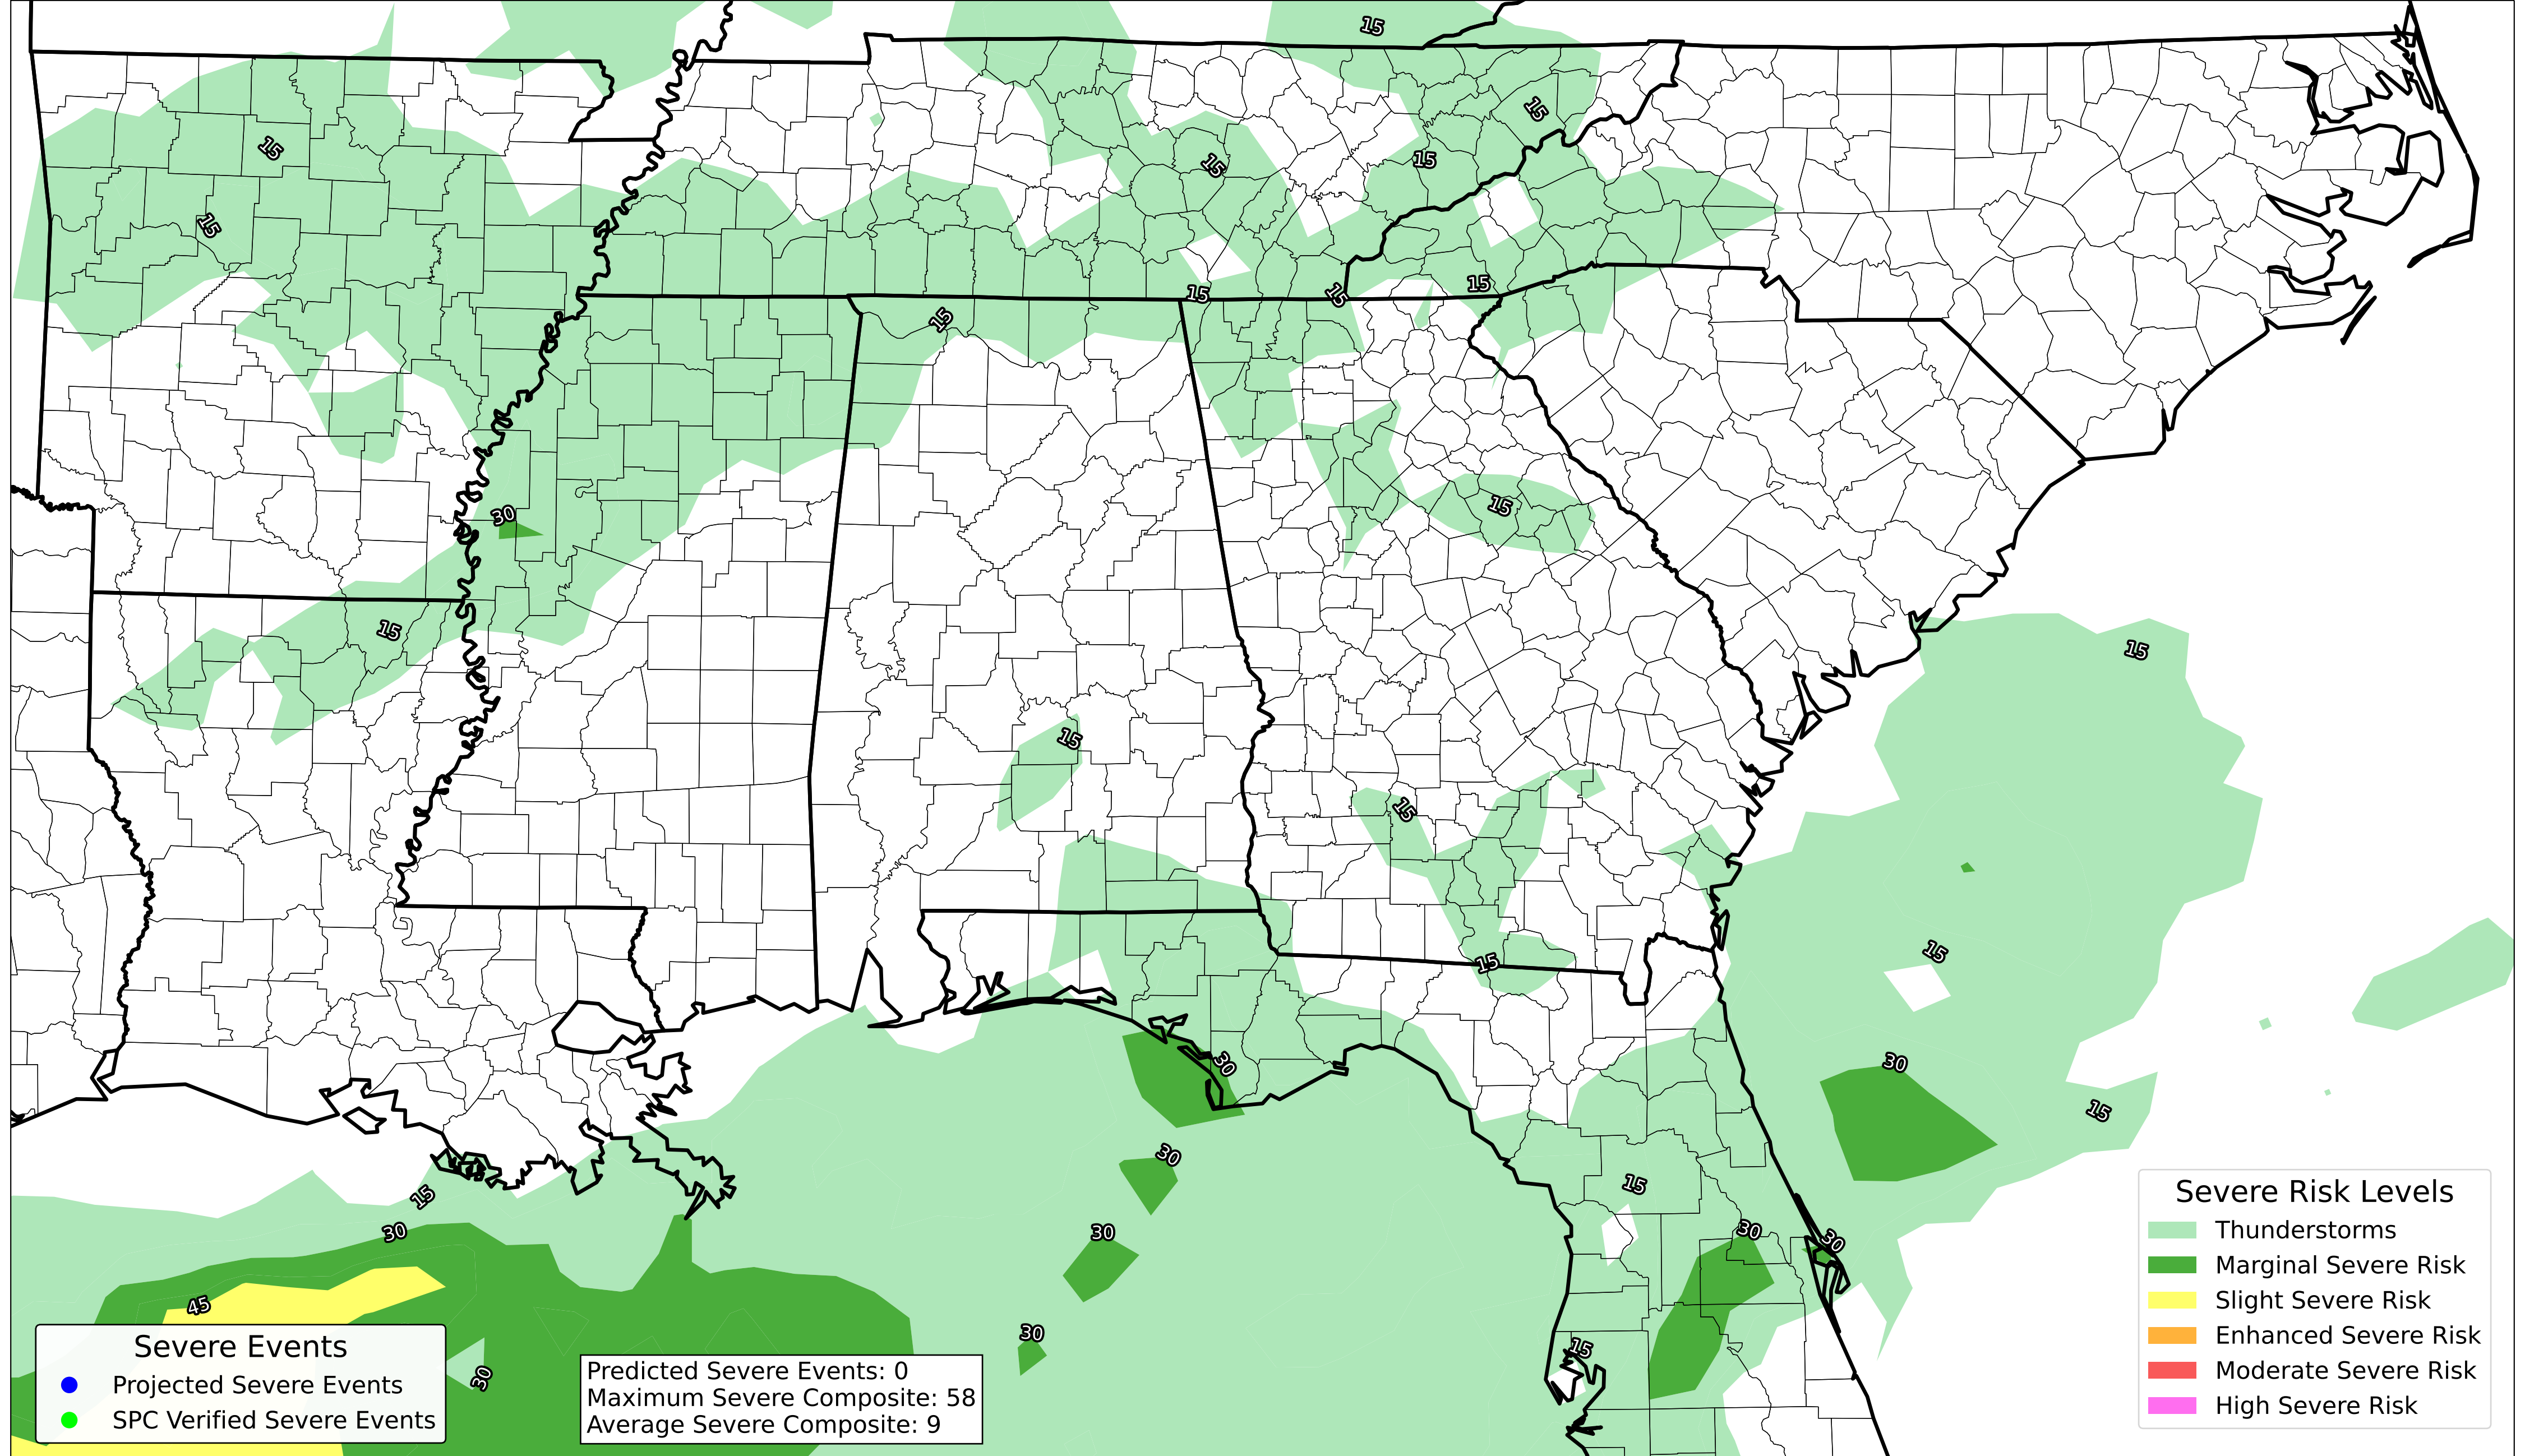 15
15
15
15
15
15
15
15
15
15
15
30
15
15
15
15
15
15
15
30
30
15
30
15
15
30
30
30
30
45
30
15
30
Severe Events
Projected Severe Events
SPC Verified Severe Events
Predicted Severe Events: 0
Maximum Severe Composite: 58
Average Severe Composite: 9
Severe Risk Levels
Thunderstorms
Marginal Severe Risk
Slight Severe Risk
Enhanced Severe Risk
Moderate Severe Risk
High Severe Risk